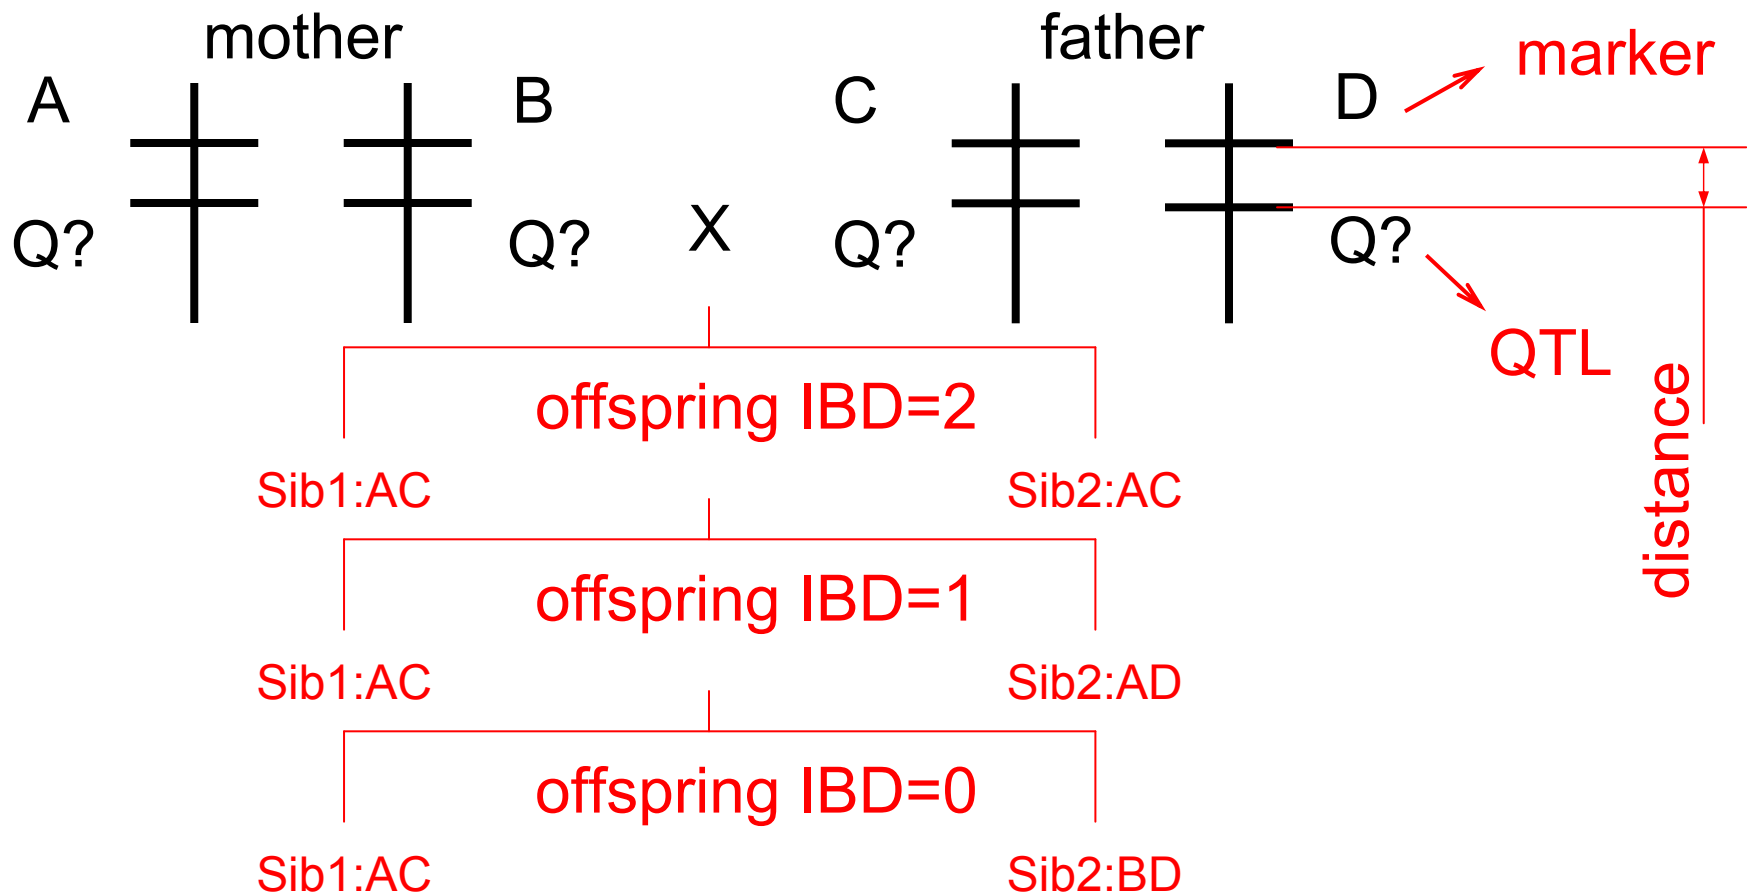 mother
father
marker
A
B
C
D
Q?
Q?
X
Q?
Q?
QTL
distance
offspring IBD=2
Sib1:AC
Sib2:AC
offspring IBD=1
Sib1:AC
Sib2:AD
offspring IBD=0
Sib1:AC
Sib2:BD